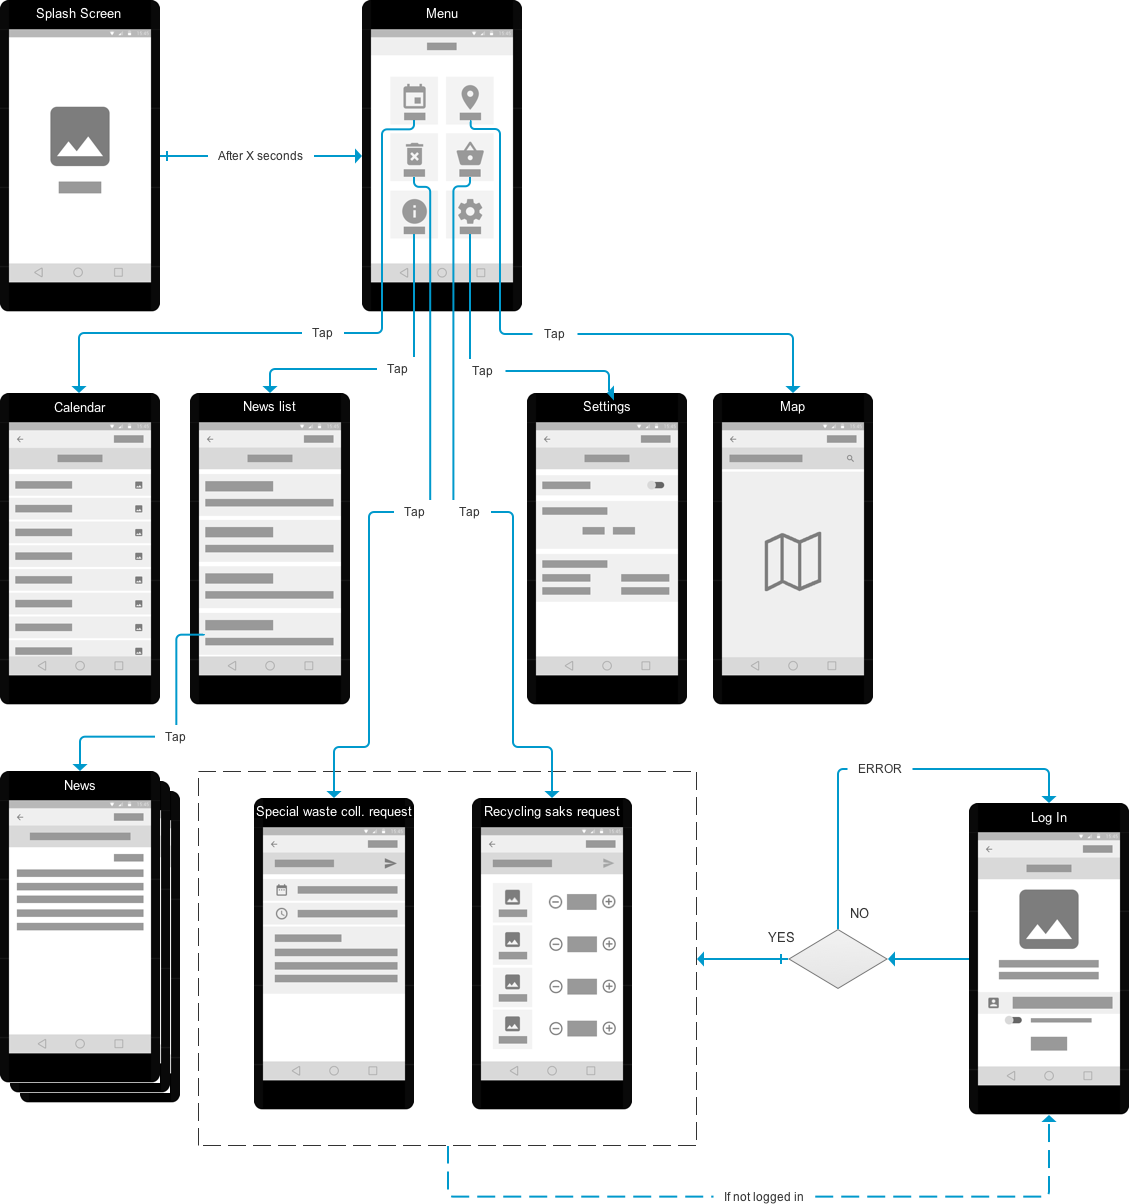 Splash Screen
Menu
After X seconds
Tap
Tap
Tap
Tap
Calendar
News list
Settings
Map
Tap
Tap
Tap
News
Special waste coll. request
Recycling saks request
ERROR
Log In
NO
YES
If not logged in